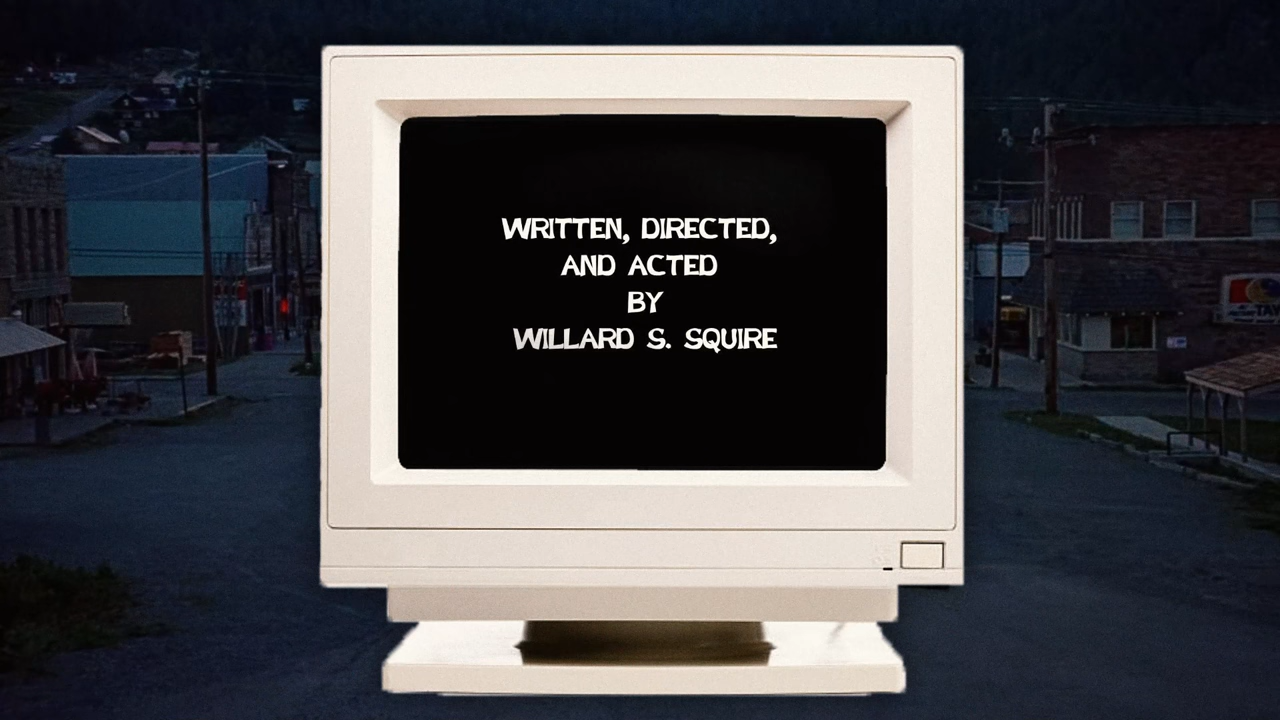 WRITTEN, DIRECTED,
AND ACTED
BY
WILLARD S. SQUIRE